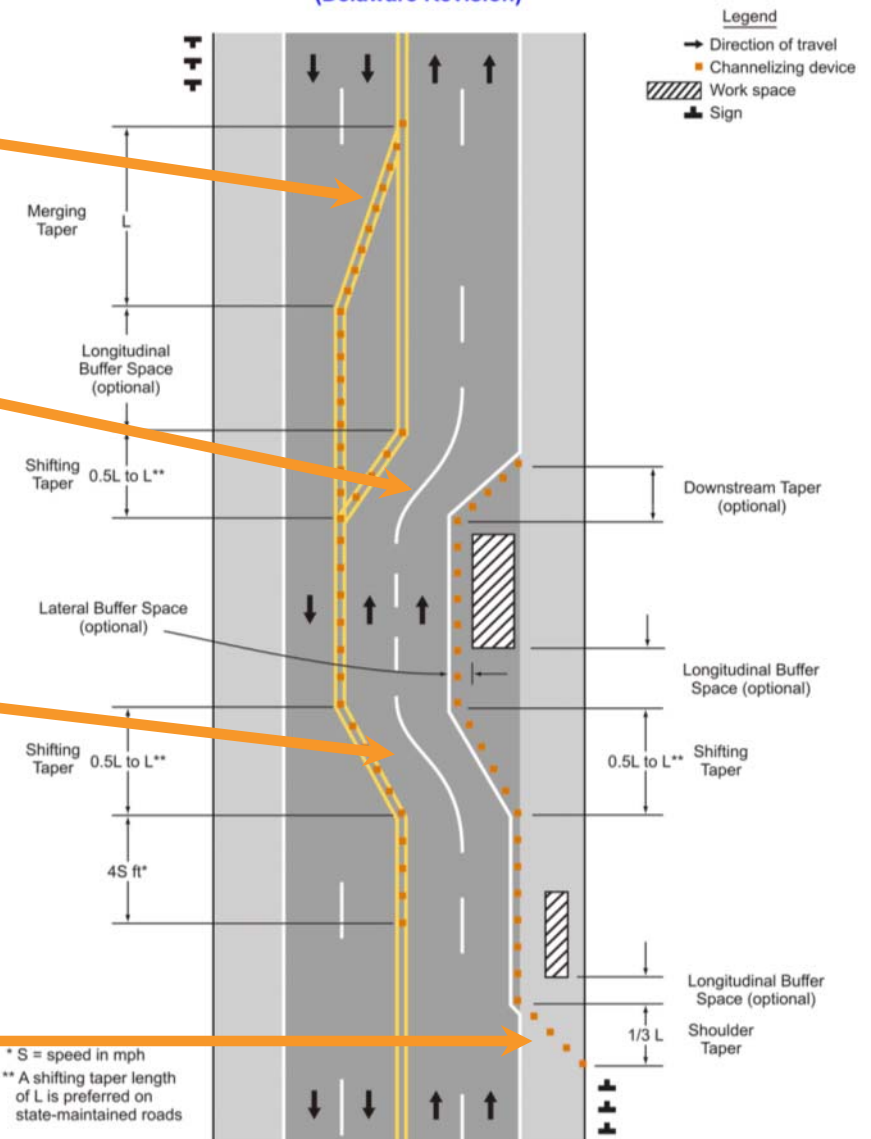 (Delaware Revision)
Legend
Direction of travel
Channelizing device
Work space
Sign
Merging
Taper
L
Longitudinal
Buffer Space
(optional)
Shifting
Taper
0.5L to L**
Downstream Taper
(optional)
Lateral Buffer Space
(optional)
Longitudinal Buffer
Space (optional)
Shifting
Taper
0.5L to L**
0.5L to L**
Shifting
Taper
4S ft*
Longitudinal Buffer
Space (optional)
1/3 L
Shoulder
Taper
* S = speed in mph
** A shifting taper length
of L is preferred on
state-maintained roads